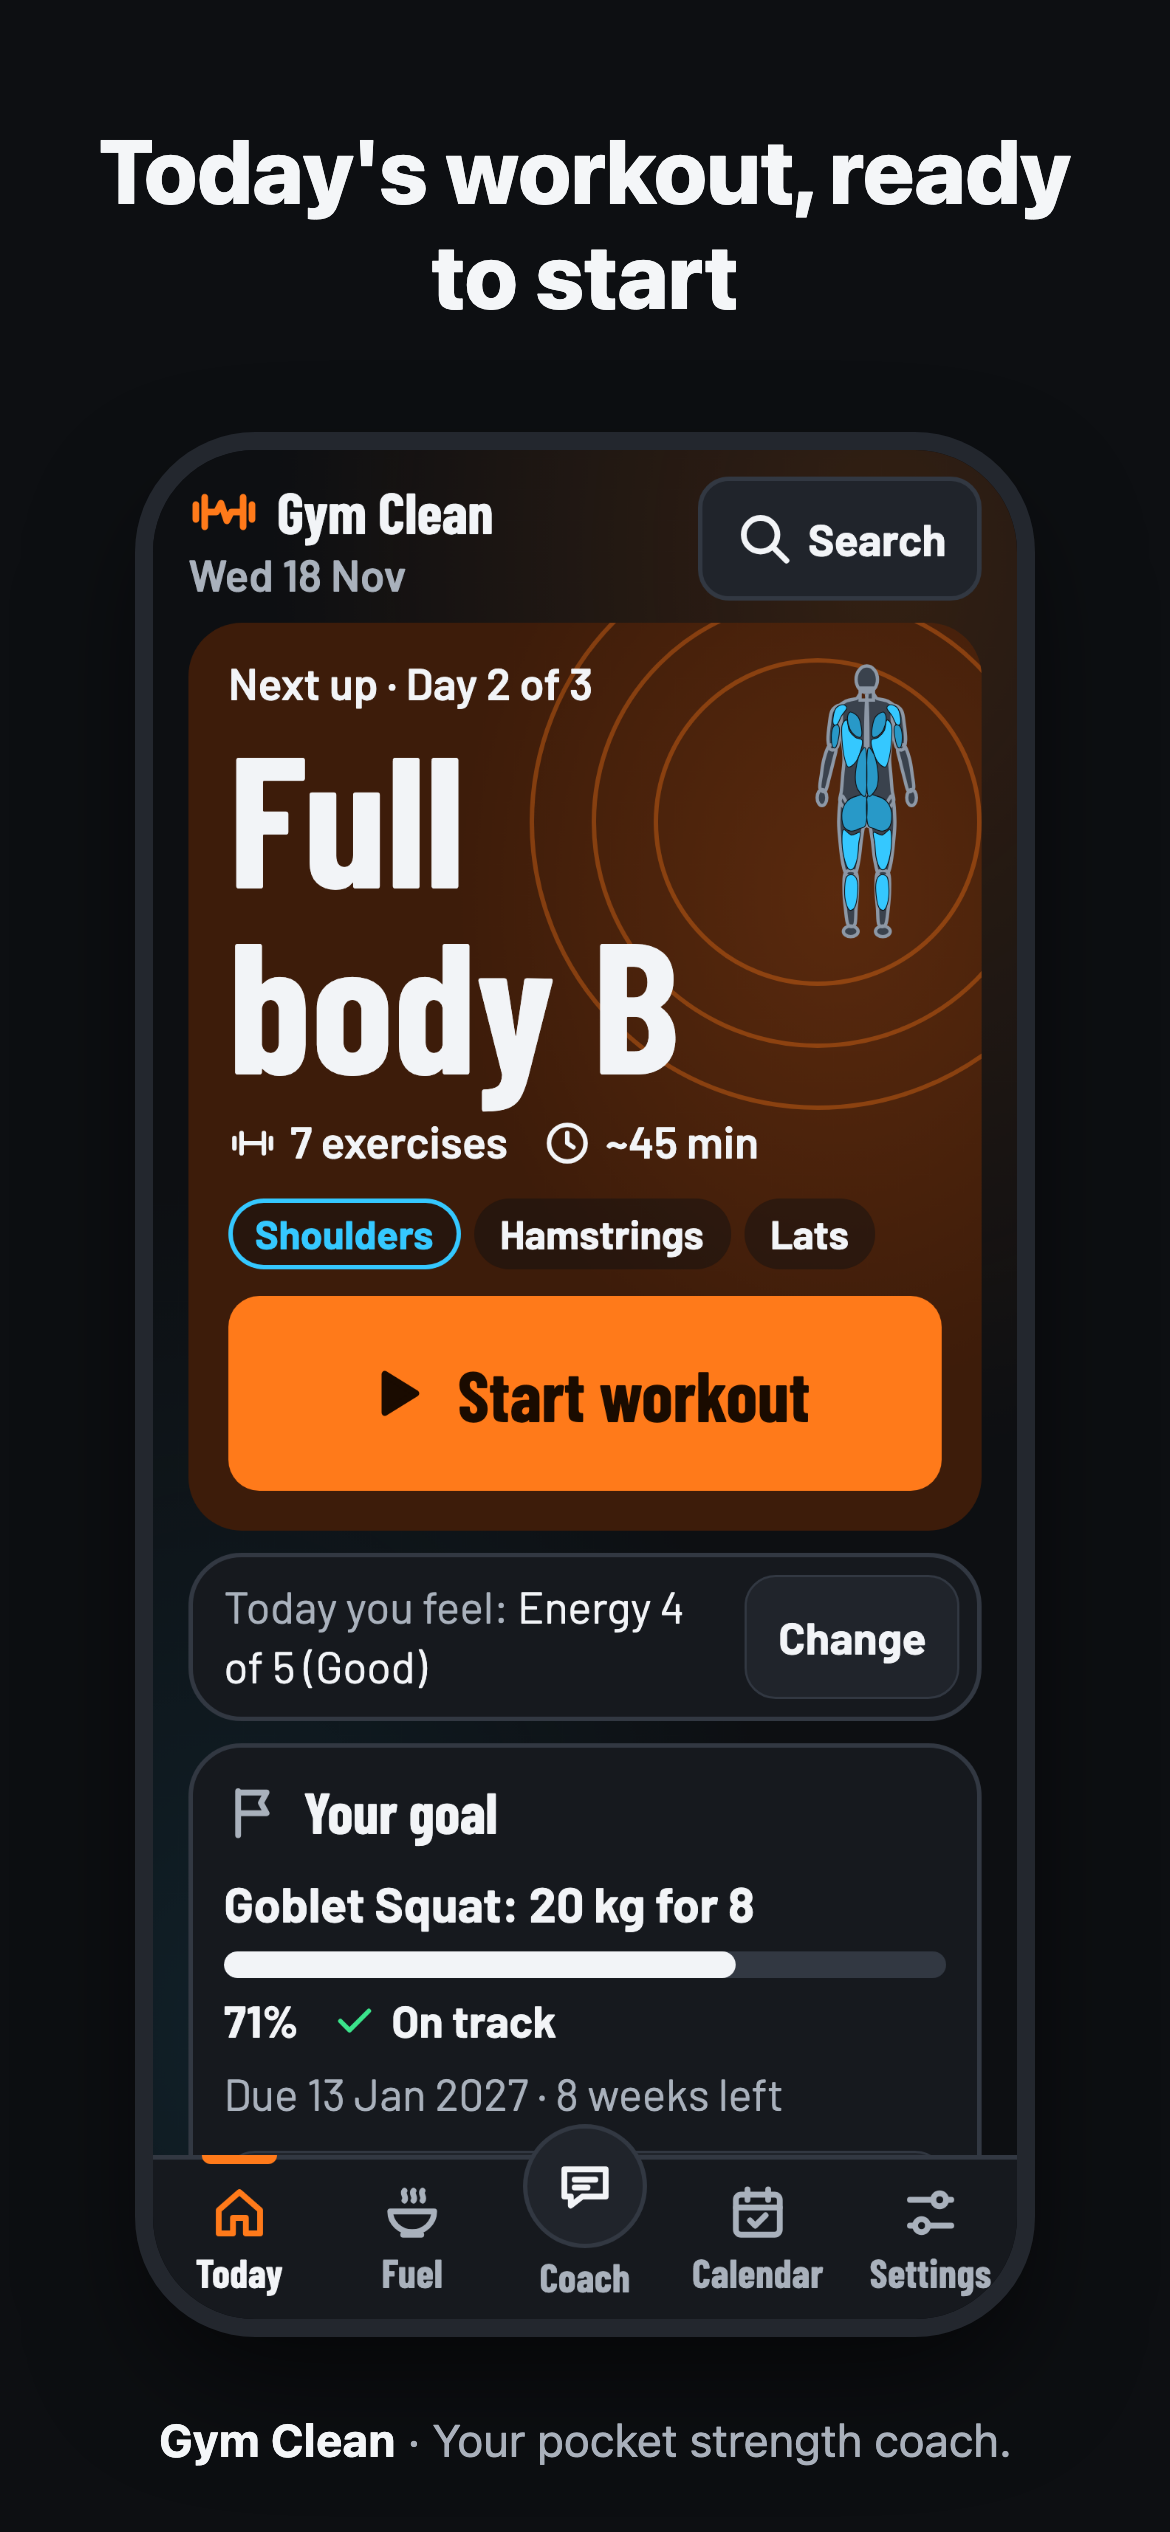 Today's workout, ready
to start
Gym Clean
Wed 18 Nov
Search
Next up · Day 2 of 3
Full
body B
7 exercises
~45 min
Shoulders
Hamstrings
Lats
Start workout
Today you feel: Energy 4
of 5 (Good)
Change
Your goal
Goblet Squat: 20 kg for 8
71%
On track
Due 13 Jan 2027 · 8 weeks left
Today
Fuel
Coach
Calendar
Settings
Gym Clean · Your pocket strength coach.